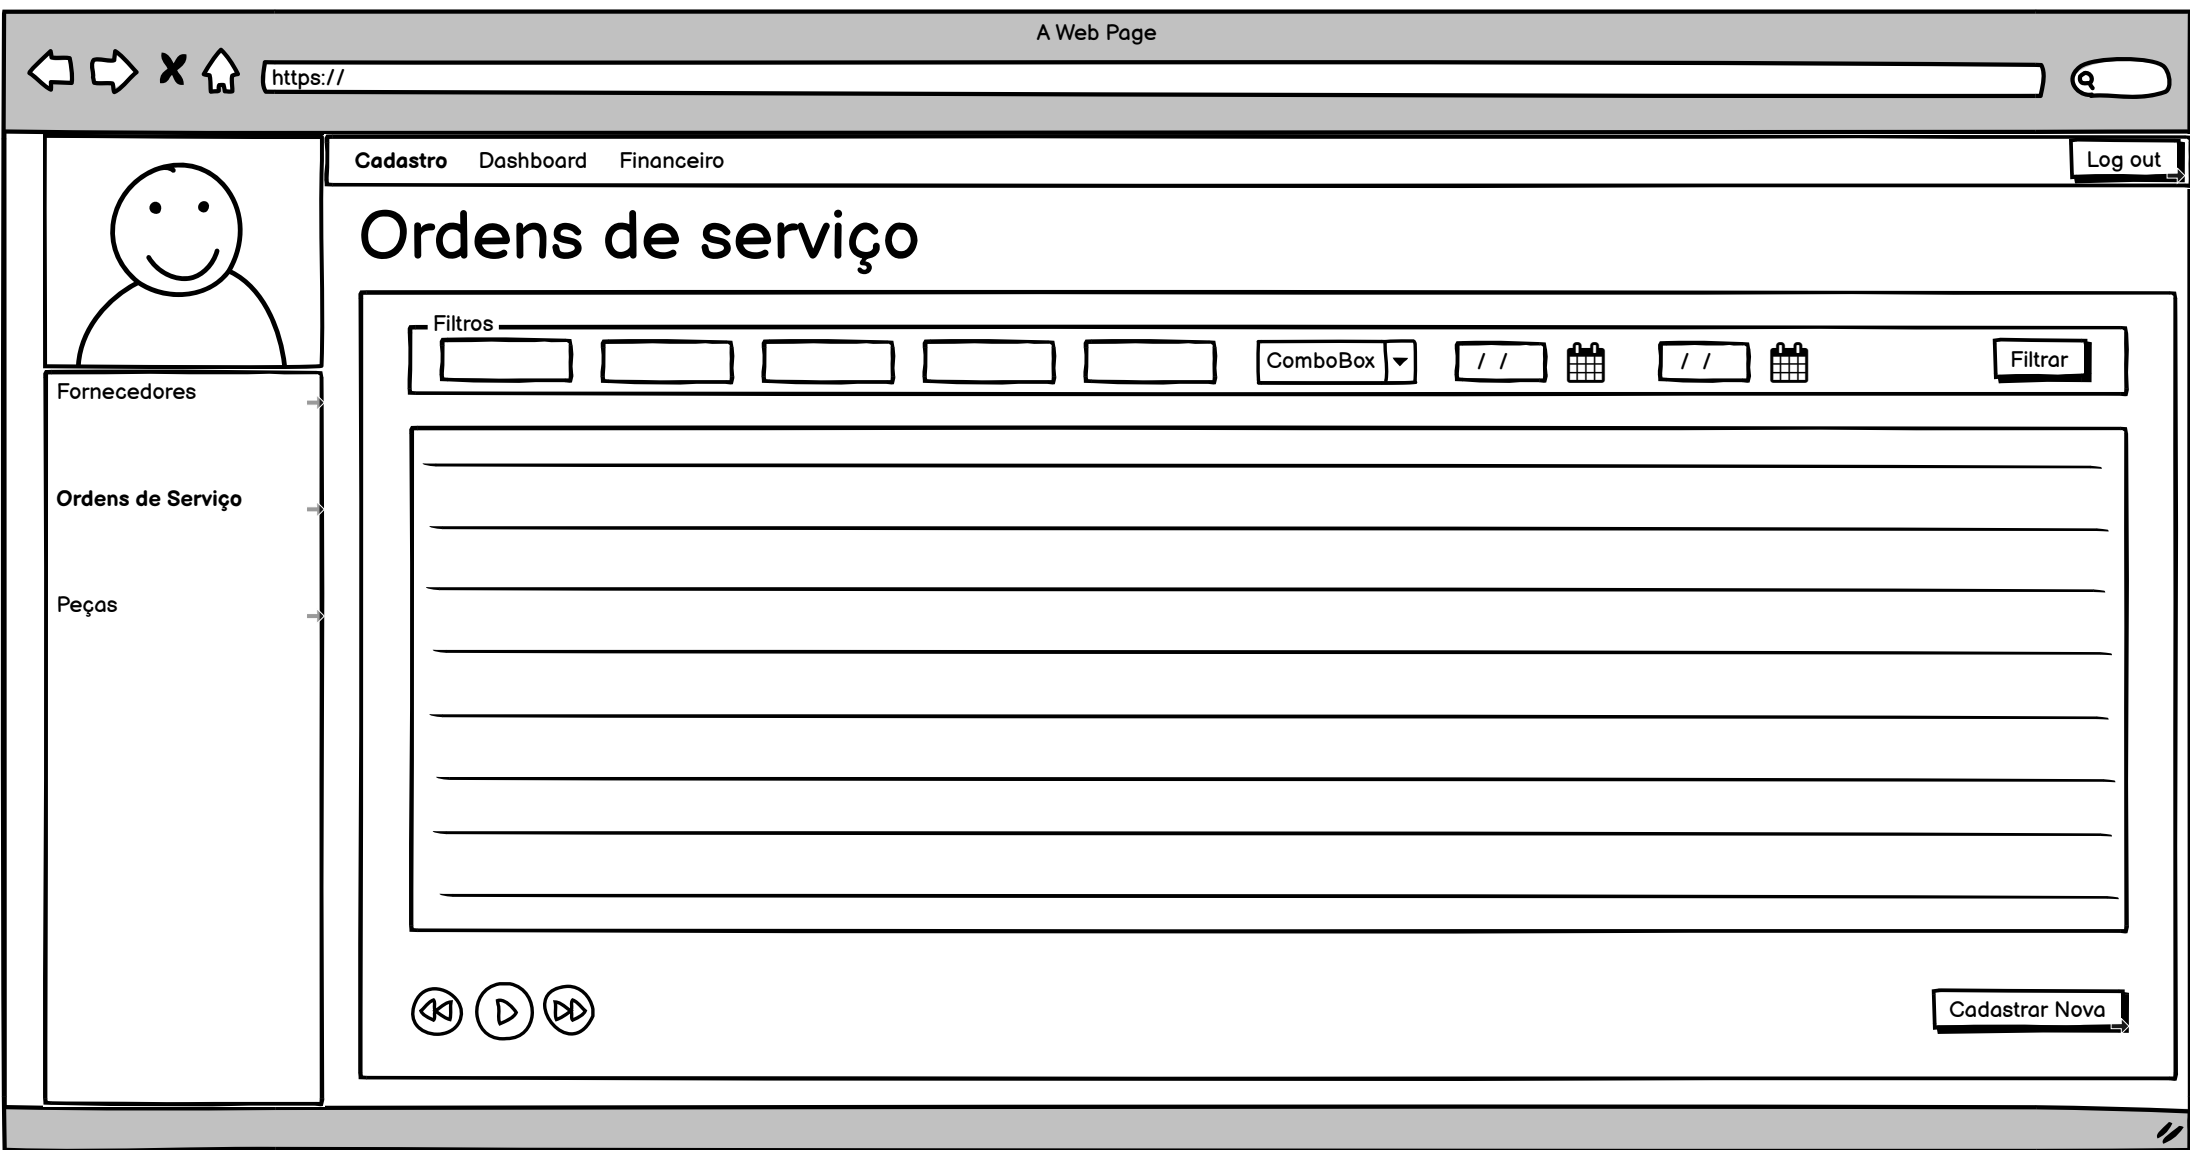 A Web Page
https://
Cadastro Dashboard Financeiro
Log out
Ordens de serviço
Fornecedores
Ordens de Serviço
Peças
Filtros
ComboBox
/ /
/ /
Filtrar
Cadastrar Nova